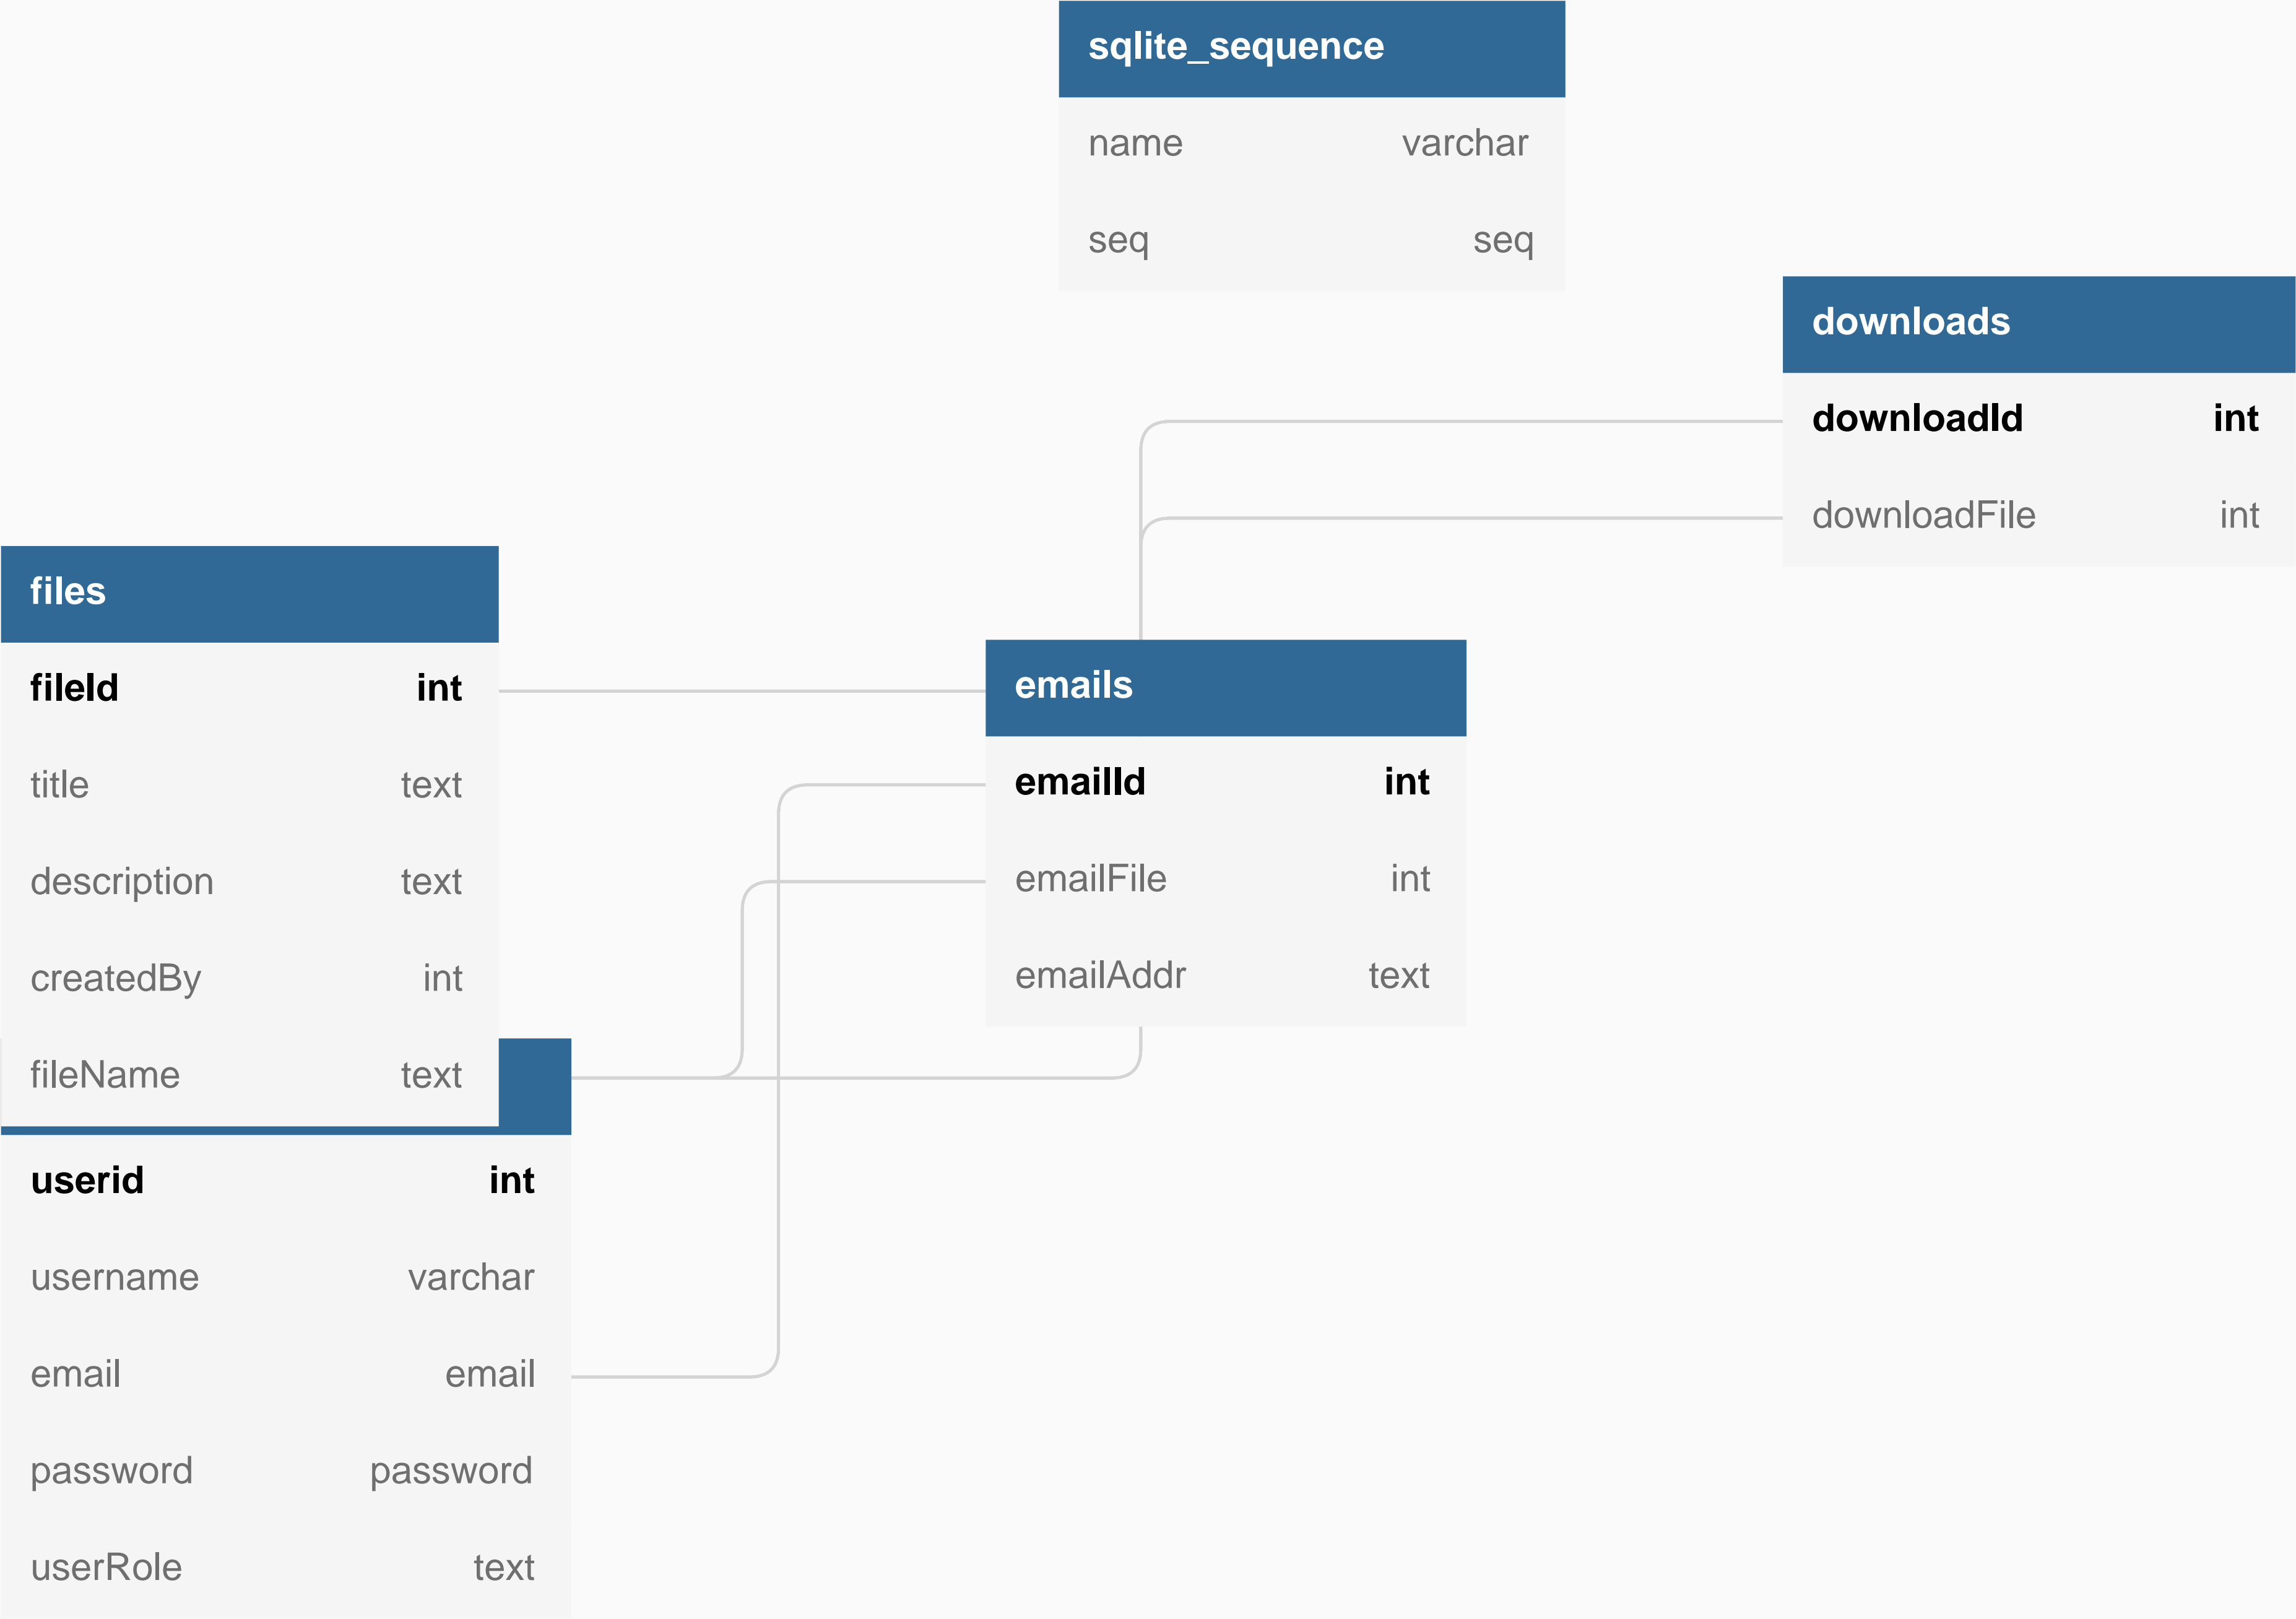 sqlite_sequence
name varchar
seq seq
downloads
downloadId int
downloadFile int
files
fileId int
title text
description text
createdBy int
fileName text
emails
emailId int
emailFile int
emailAddr text
userid int
username varchar
email email
password password
userRole text